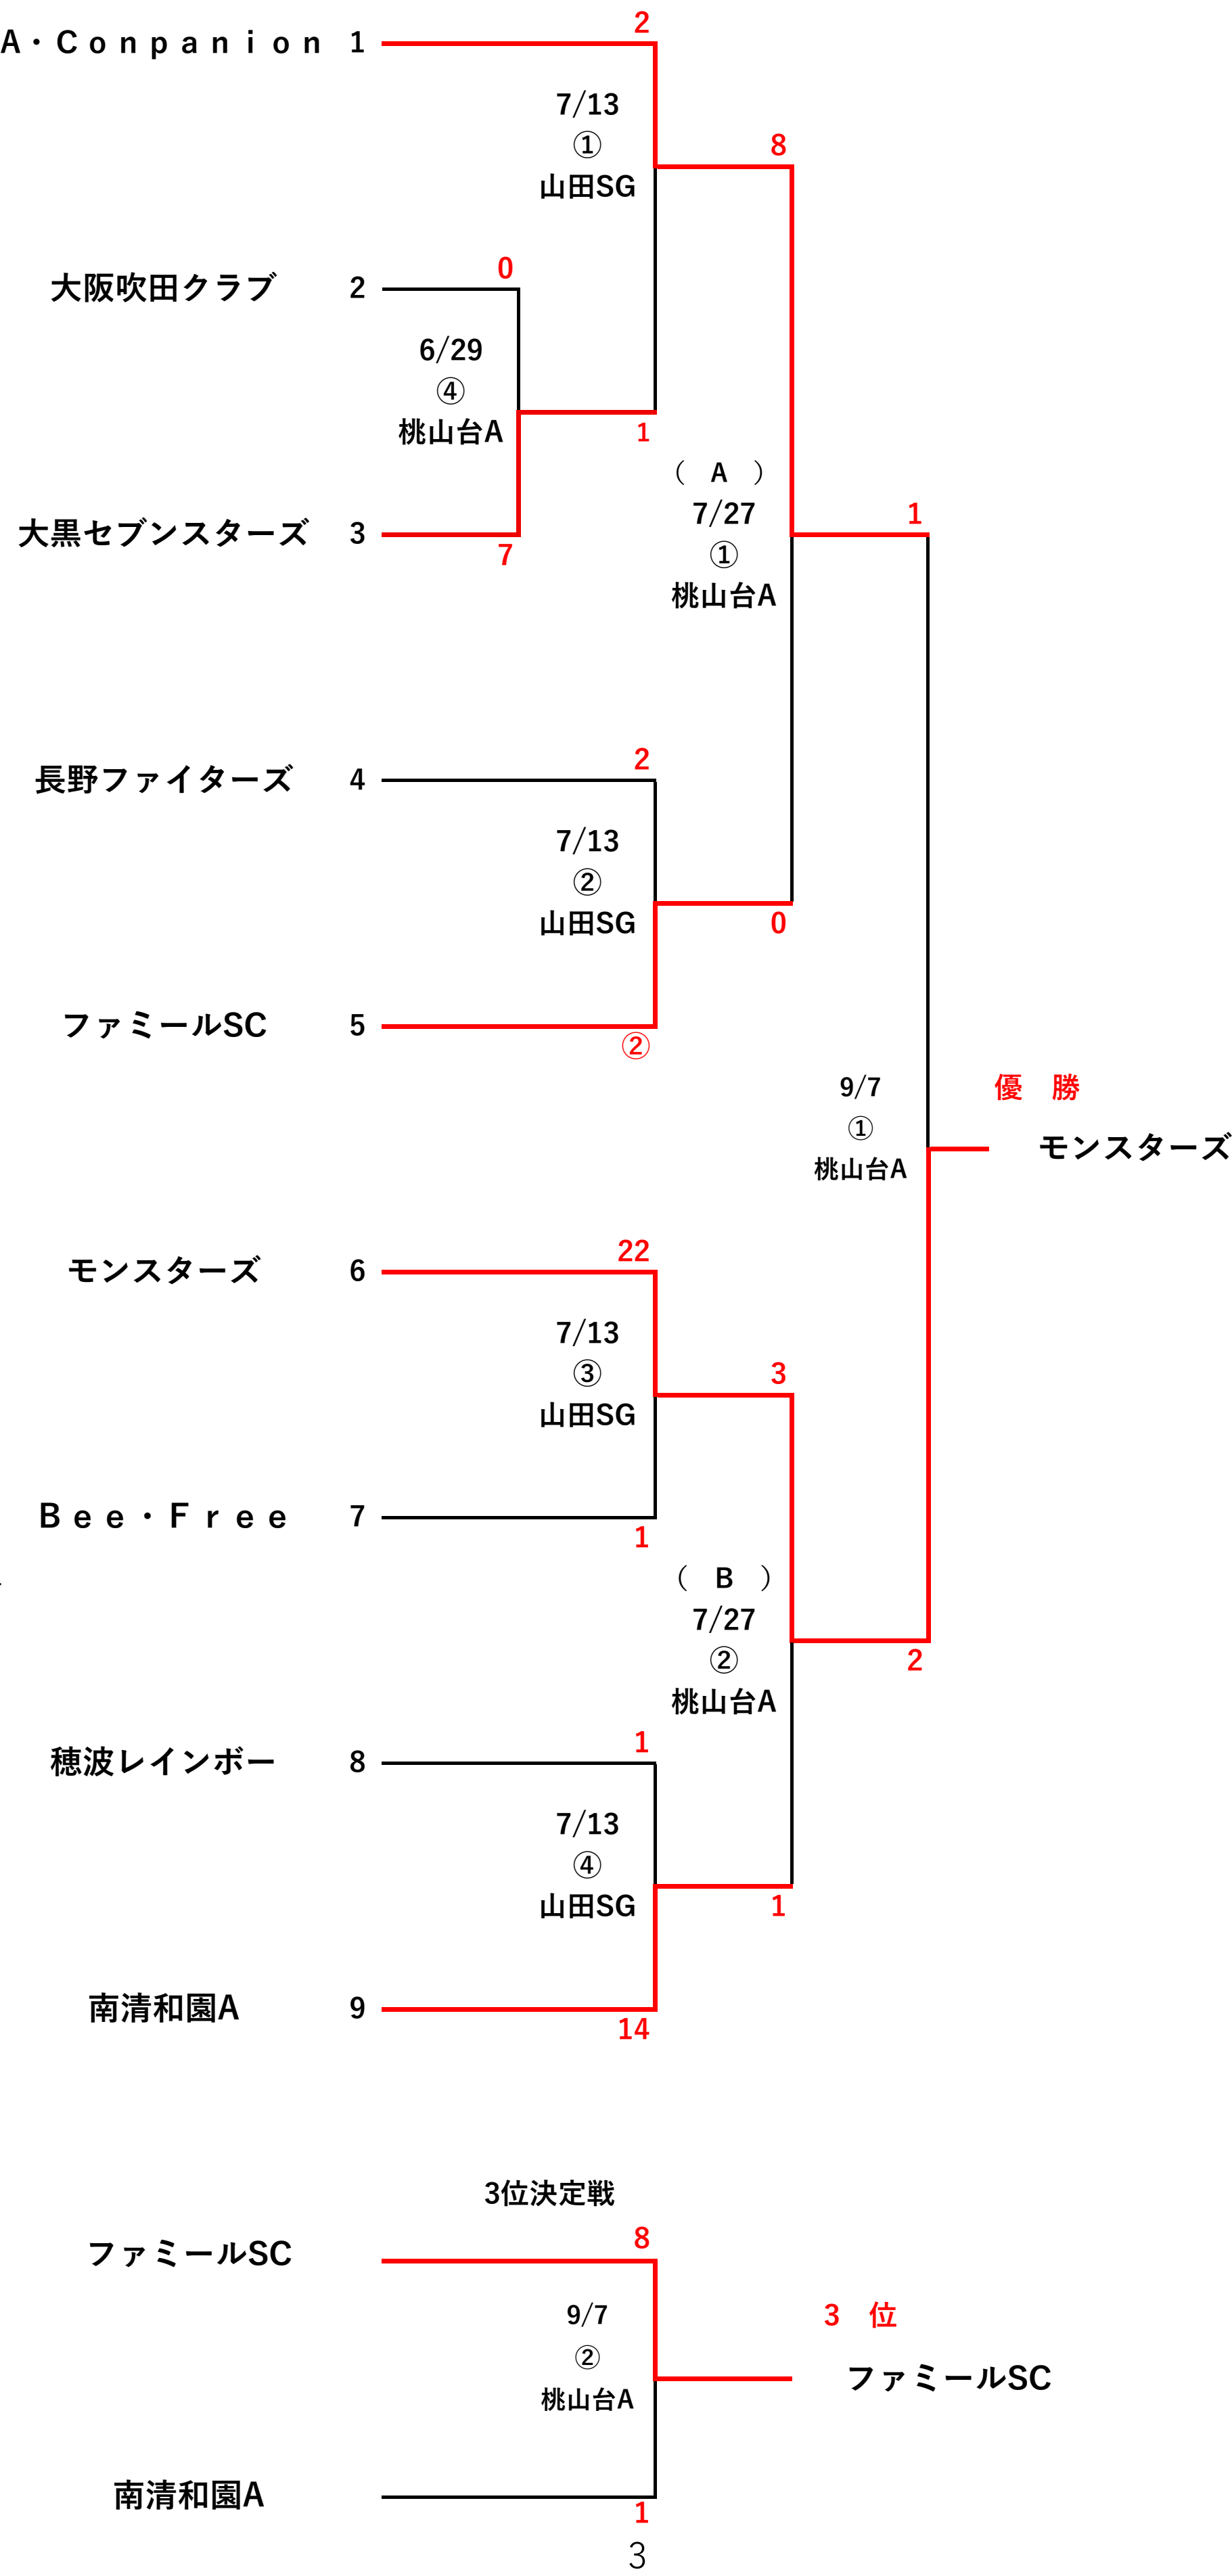 2
Ａ・Ｃｏｎｐａｎｉｏｎ 1
7/13
①
山田SG
8
0
大阪吹田クラブ 2
6/29
④
桃山台A
1
（　A　）
7/27
①
桃山台A
1
大黒セブンスターズ 3
7
2
長野ファイターズ 4
7/13
②
山田SG
0
ファミールSC 5
②
9/7
①
桃山台A
優　勝
モンスターズ
22
モンスターズ 6
7/13
③
山田SG
3
Ｂｅｅ・Ｆｒｅｅ 7
1
（　B　）
7/27
②
桃山台A
2
1
穂波レインボー 8
7/13
④
山田SG
1
南清和園A 9
14
3位決定戦
8
ファミールSC
9/7
②
桃山台A
3　位
ファミールSC
南清和園A
1
3